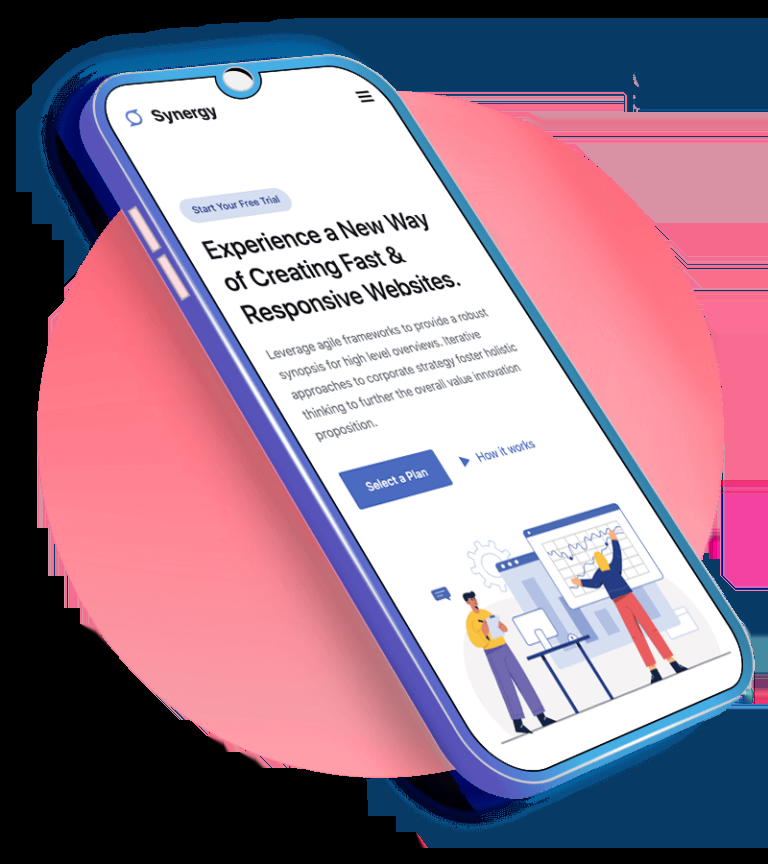 Synergy
Start Your Free Trial
Experience a New Way
of Creating Fast &
Responsive Websites.
Leverage agile frameworks to provide a robust
synopsis for high level overviews. Iterative
approaches to corporate strategy foster holistic
thinking to further the overall value innovation
proposition.
Select a Plan
How it works